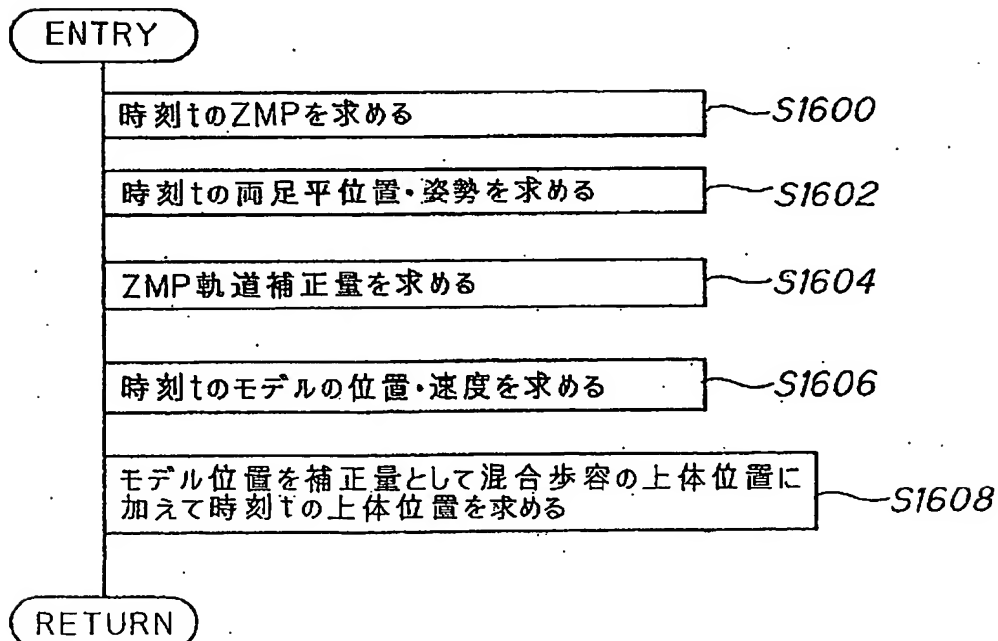 ENTRY
時刻tのZMPを求める
S1600
時刻tの両足平位置・姿勢を求める
S1602
ZMP軌道補正量を求める
S1604
時刻tのモデルの位置・速度を求める
S1606
モデル位置を補正量として混合歩容の上体位置に
加えて時刻tの上体位置を求める
S1608
RETURN